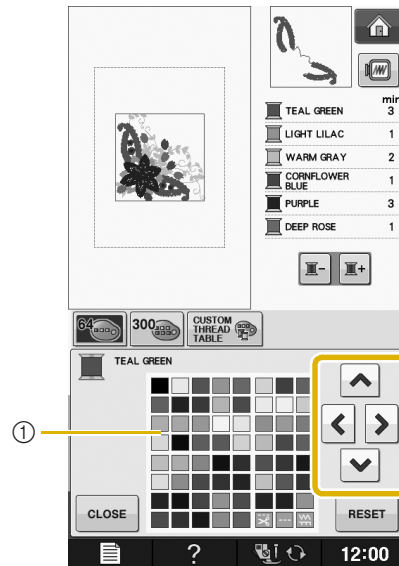 min
TEAL GREEN 3
LIGHT LILAC 1
WARM GRAY 2
CORNFLOWER
BLUE 1
PURPLE 3
DEEP ROSE 1
64
300
CUSTOM
THREAD
TABLE
TEAL GREEN
①
CLOSE
RESET
?
12:00